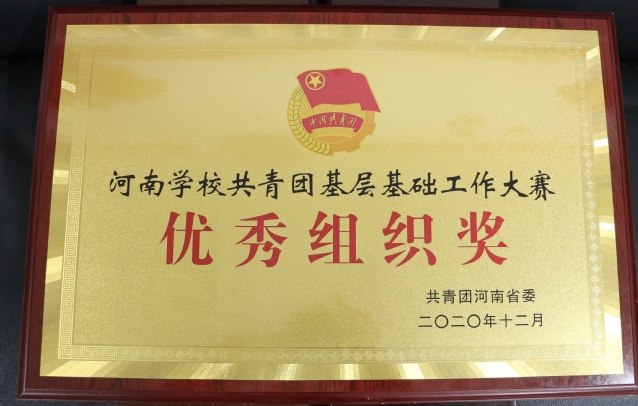 中国共青团
河南学校共青团基层基础工作大赛
优秀组织奖
共青团河南省委
二〇二〇年十二月